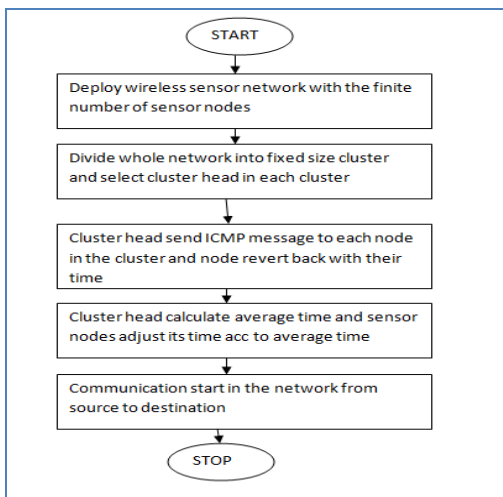 START
Deploy wireless sensor network with the finite
number of sensor nodes
Divide whole network into fixed size cluster
and select cluster head in each cluster
Cluster head send ICMP message to each node
in the cluster and node revert back with their
time
Cluster head calculate average time and sensor
nodes adjust its time acc to average time
Communication start in the network from
source to destination
STOP